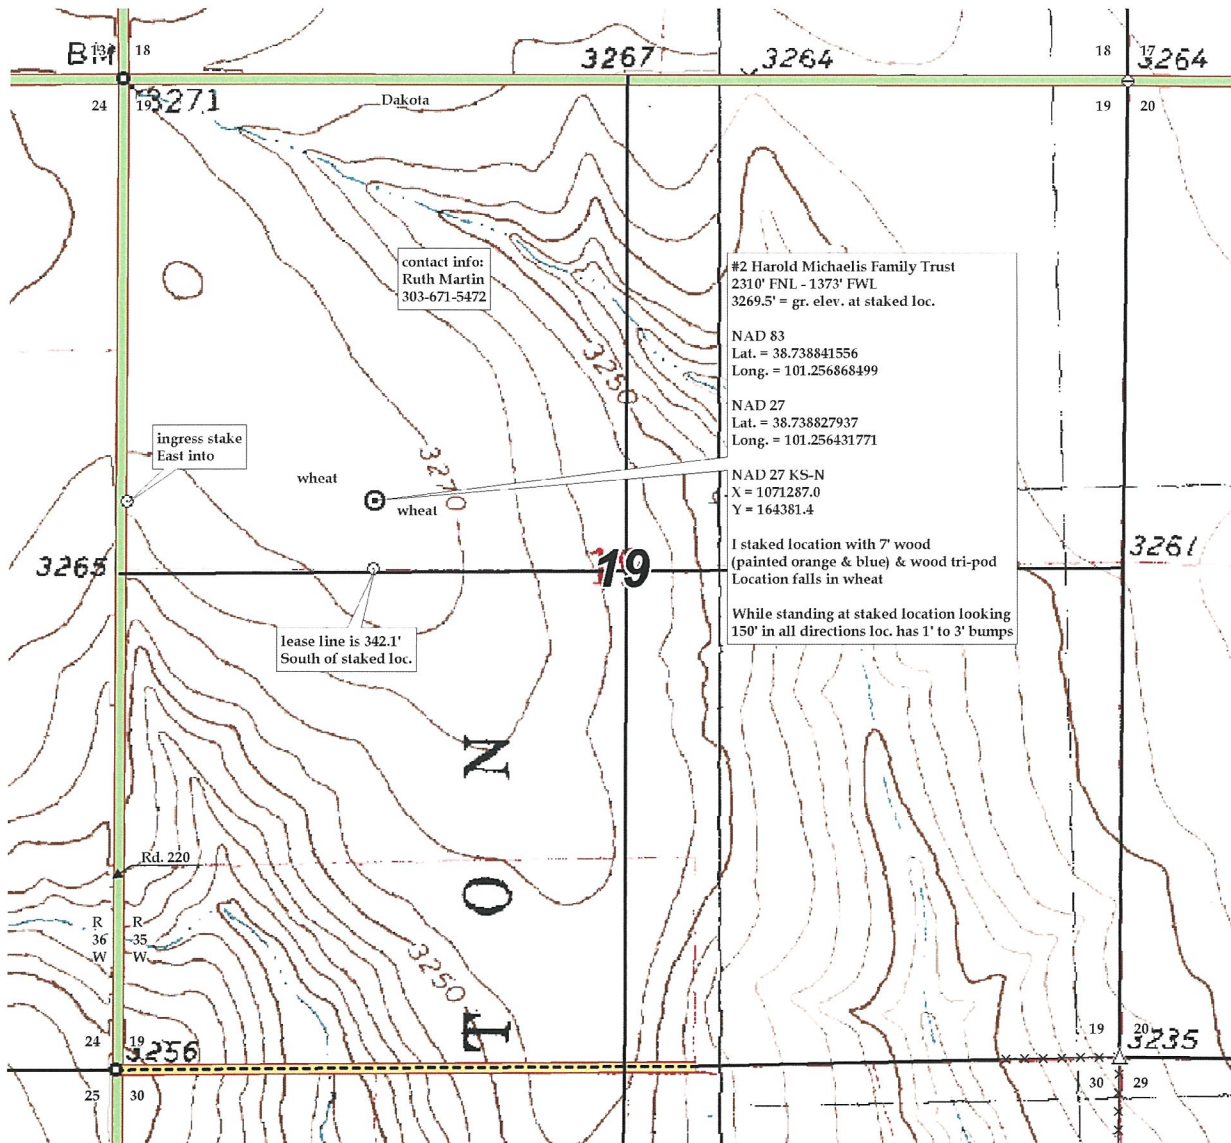 BM
13
18
3267
3264
18
17
3264
24
19
3271
Dakota
19
20
contact info:
Ruth Martin
303-671-5472
#2 Harold Michaelis Family Trust
2310' FNL - 1373' FWL
3269.5' = gr. elev. at staked loc.
NAD 83
Lat. = 38.738841556
Long. = 101.256868499
NAD 27
Lat. = 38.738827937
Long. = 101.256431771
NAD 27 KS-N
X = 1071287.0
Y = 164381.4
I staked location with 7' wood
(painted orange & blue) & wood tri-pod
Location falls in wheat
While standing at staked location looking
150' in all directions loc. has 1' to 3' bumps
3250
ingress stake
East into
wheat
3270
wheat
3265
19
3261
lease line is 342.1'
South of staked loc.
N
O
T
Rd. 220
R
36
W
R
35
W
3250
24
19
3256
19
20
3235
25
30
30
29